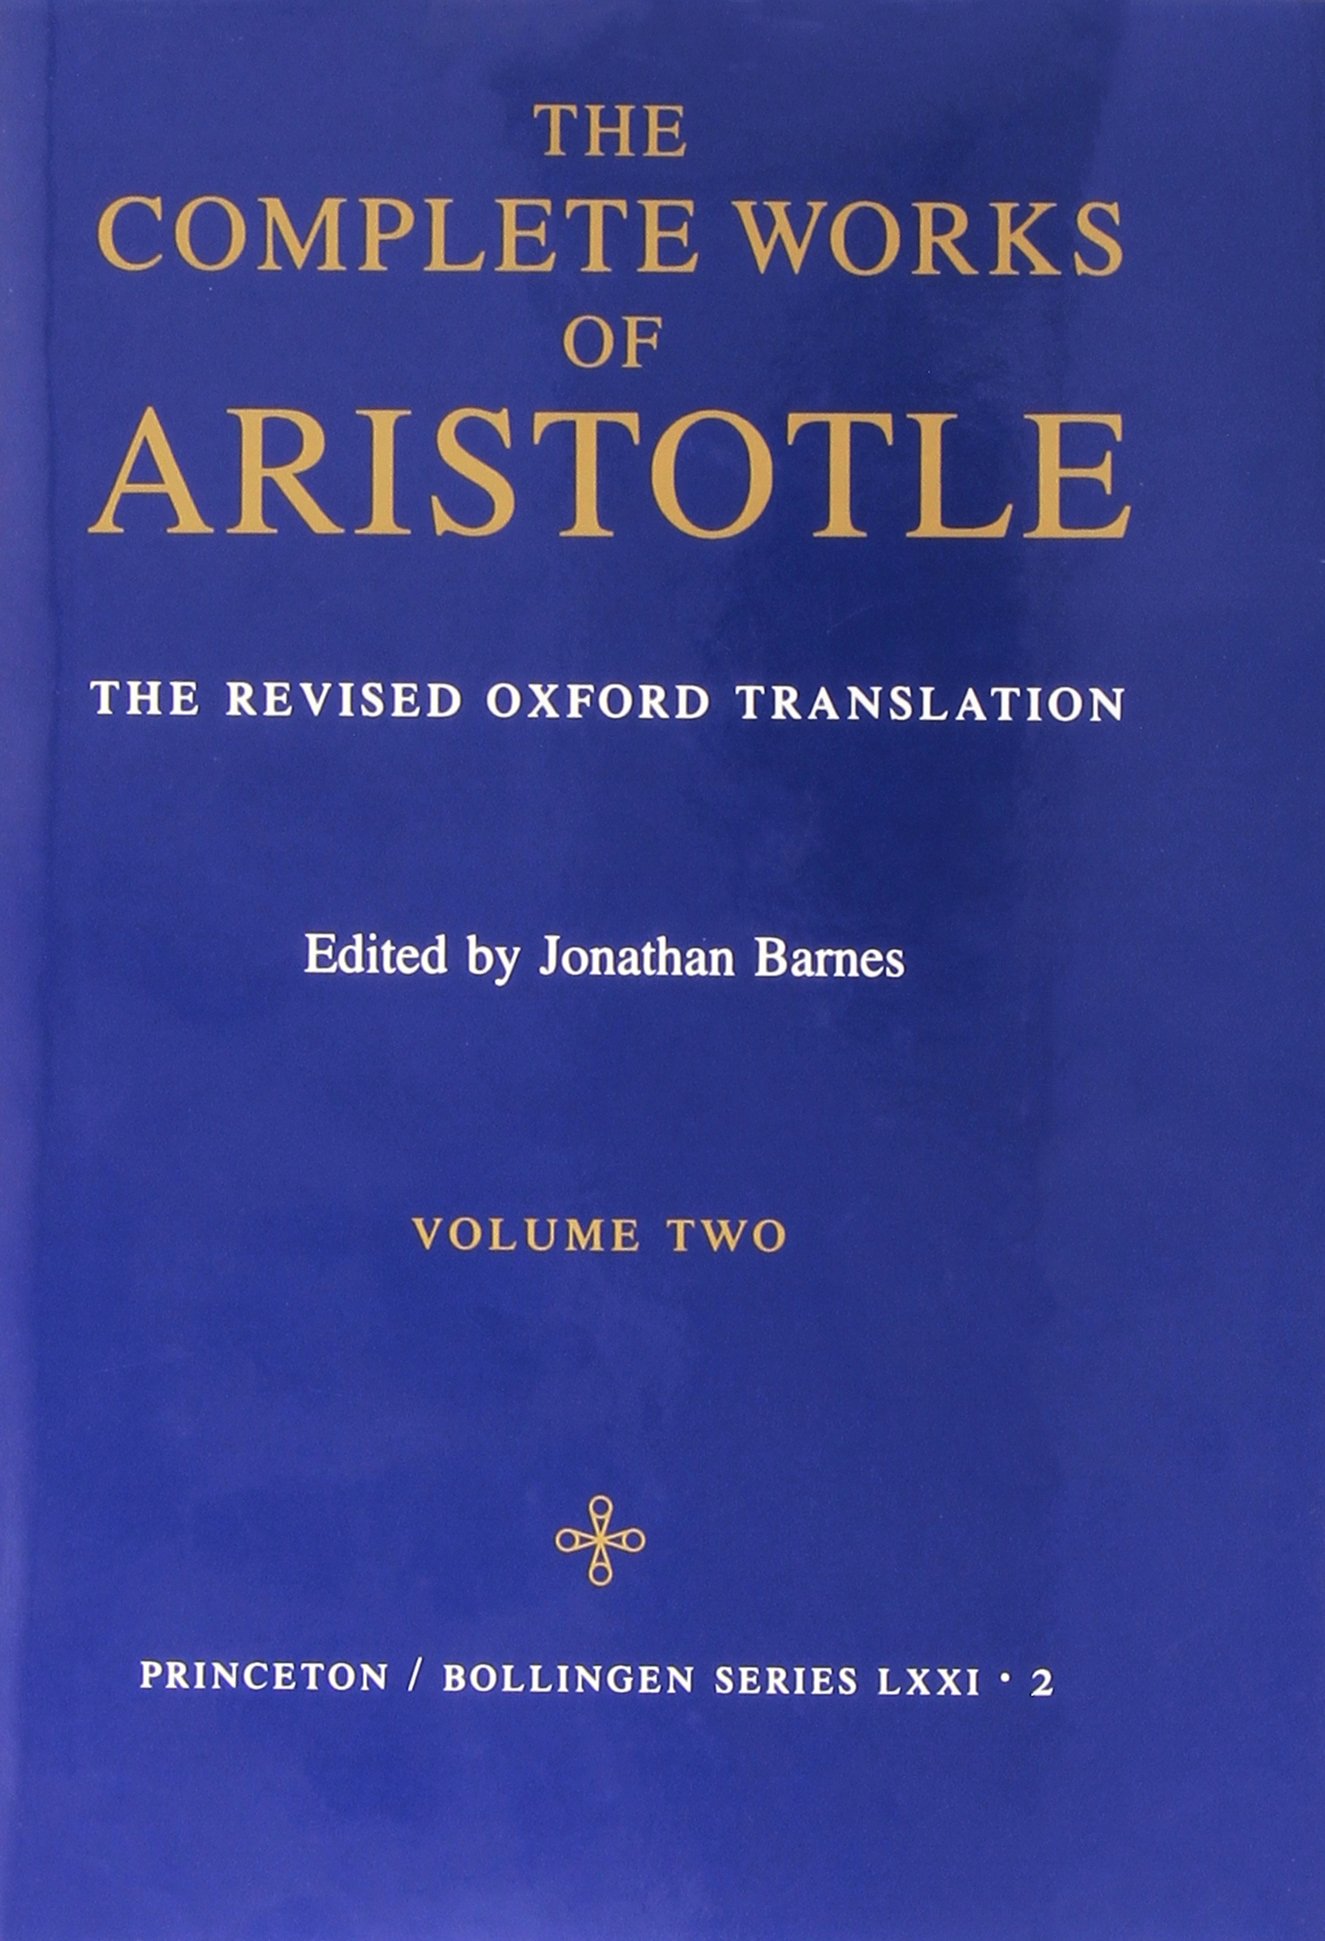 THE
COMPLETE WORKS
OF
ARISTOTLE
THE REVISED OXFORD TRANSLATION
Edited by Jonathan Barnes
VOLUME TWO
PRINCETON / BOLLINGEN SERIES LXXI · 2